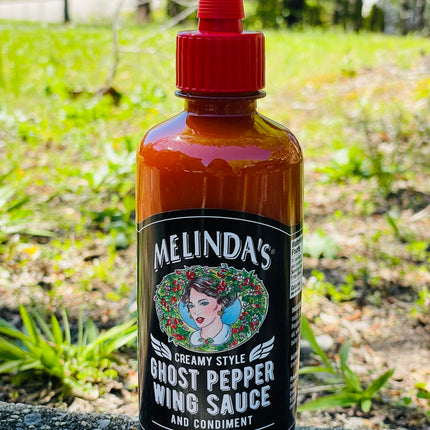 MELINDA'S®
CREAMY STYLE
GHOST PEPPER
WING SAUCE
AND CONDIMENT